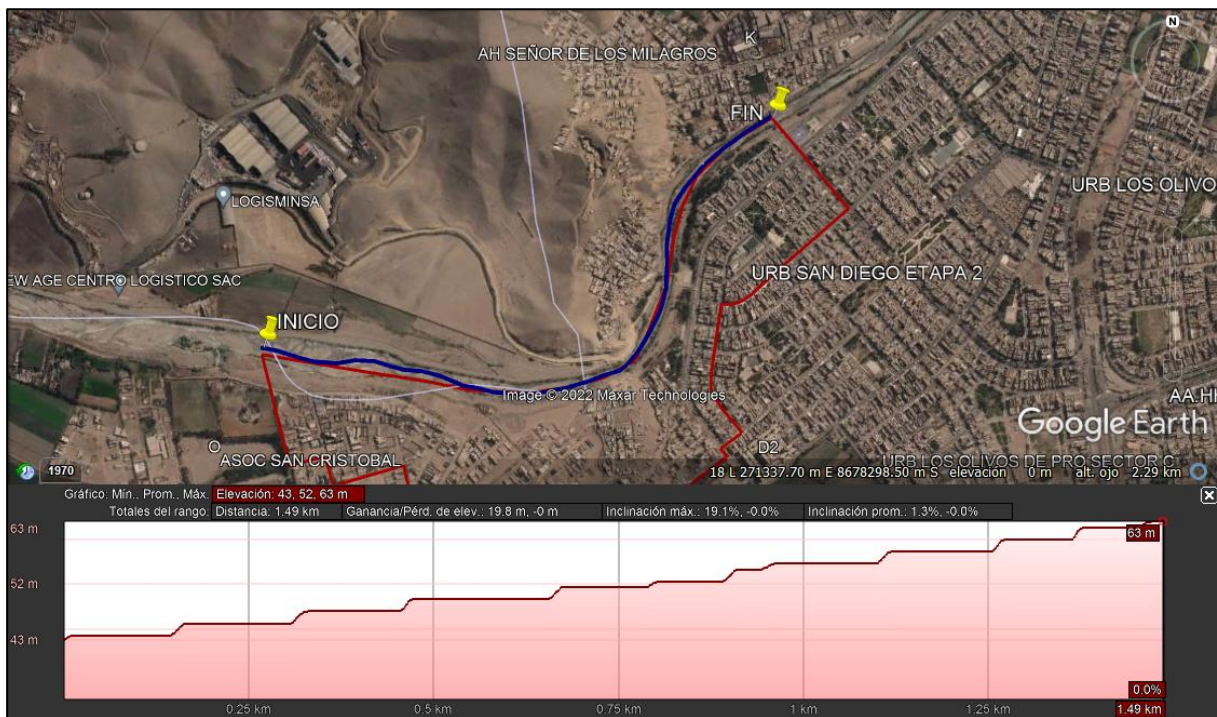 N
K
AH SEÑOR DE LOS MILAGROS
FIN
URB LOS OLIVO
LOGISMINSA
URB SAN DIEGO ETAPA 2
EW AGE CENTRO LOGISTICO SAC
INICIO
Image © 2022 Maxar Technologies
AA.HH
Google Earth
O
D2
ASOC SAN CRISTOBAL
URB LOS OLIVOS DE PRO SECTOR C
1970
18 L 271337.70 m E 8678298.50 m S elevación 0 m alt. ojo 2.29 km
Gráfico: Mín., Prom., Máx. Elevación: 43, 52, 63 m
Totales del rango: Distancia: 1.49 km Ganancia/Pérd. de elev.: 19.8 m, -0 m Inclinación máx.: 19.1%, -0.0% Inclinación prom.: 1.3%, -0.0%
63 m
63 m
52 m
43 m
0.0%
0.25 km 0.5 km 0.75 km 1 km 1.25 km 1.49 km